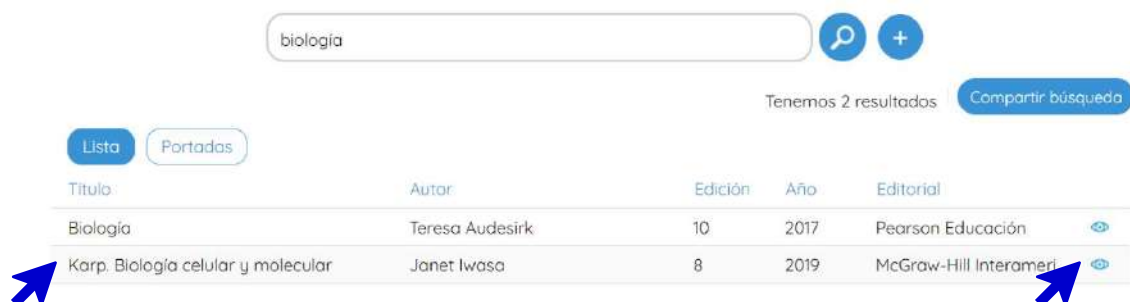 biología
Tenemos 2 resultados Compartir búsqueda
Lista Portadas
Título Autor Edición Año Editorial
Biología Teresa Audesirk 10 2017 Pearson Educación
Karp. Biología celular y molecular Janet Iwasa 8 2019 McGraw-Hill Interameri